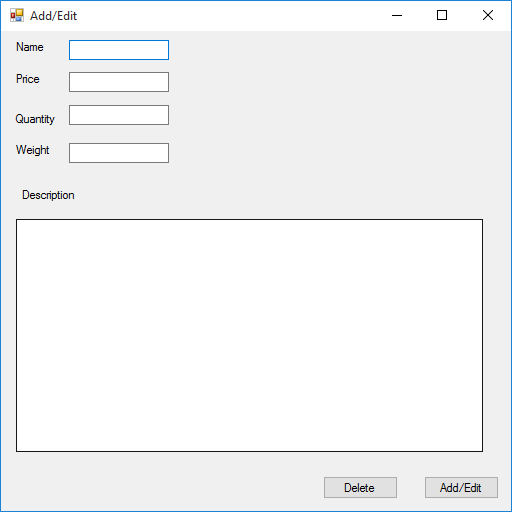 Add/Edit
Name
Price
Quantity
Weight
Description
Delete
Add/Edit